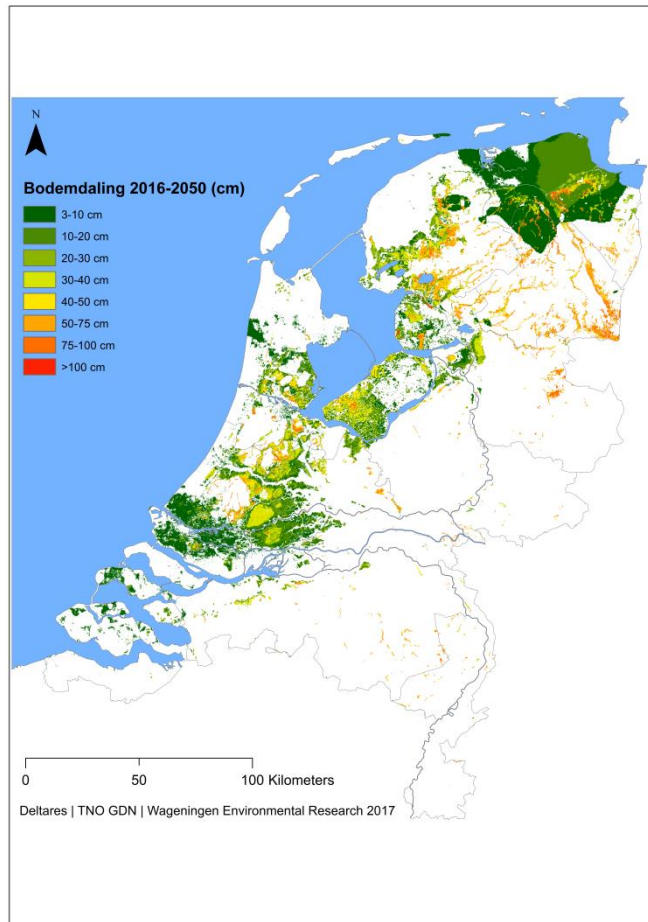 N
Bodemdaling 2016-2050 (cm)
3-10 cm
10-20 cm
20-30 cm
30-40 cm
40-50 cm
50-75 cm
75-100 cm
>100 cm
0 50 100 Kilometers
Deltares | TNO GDN | Wageningen Environmental Research 2017